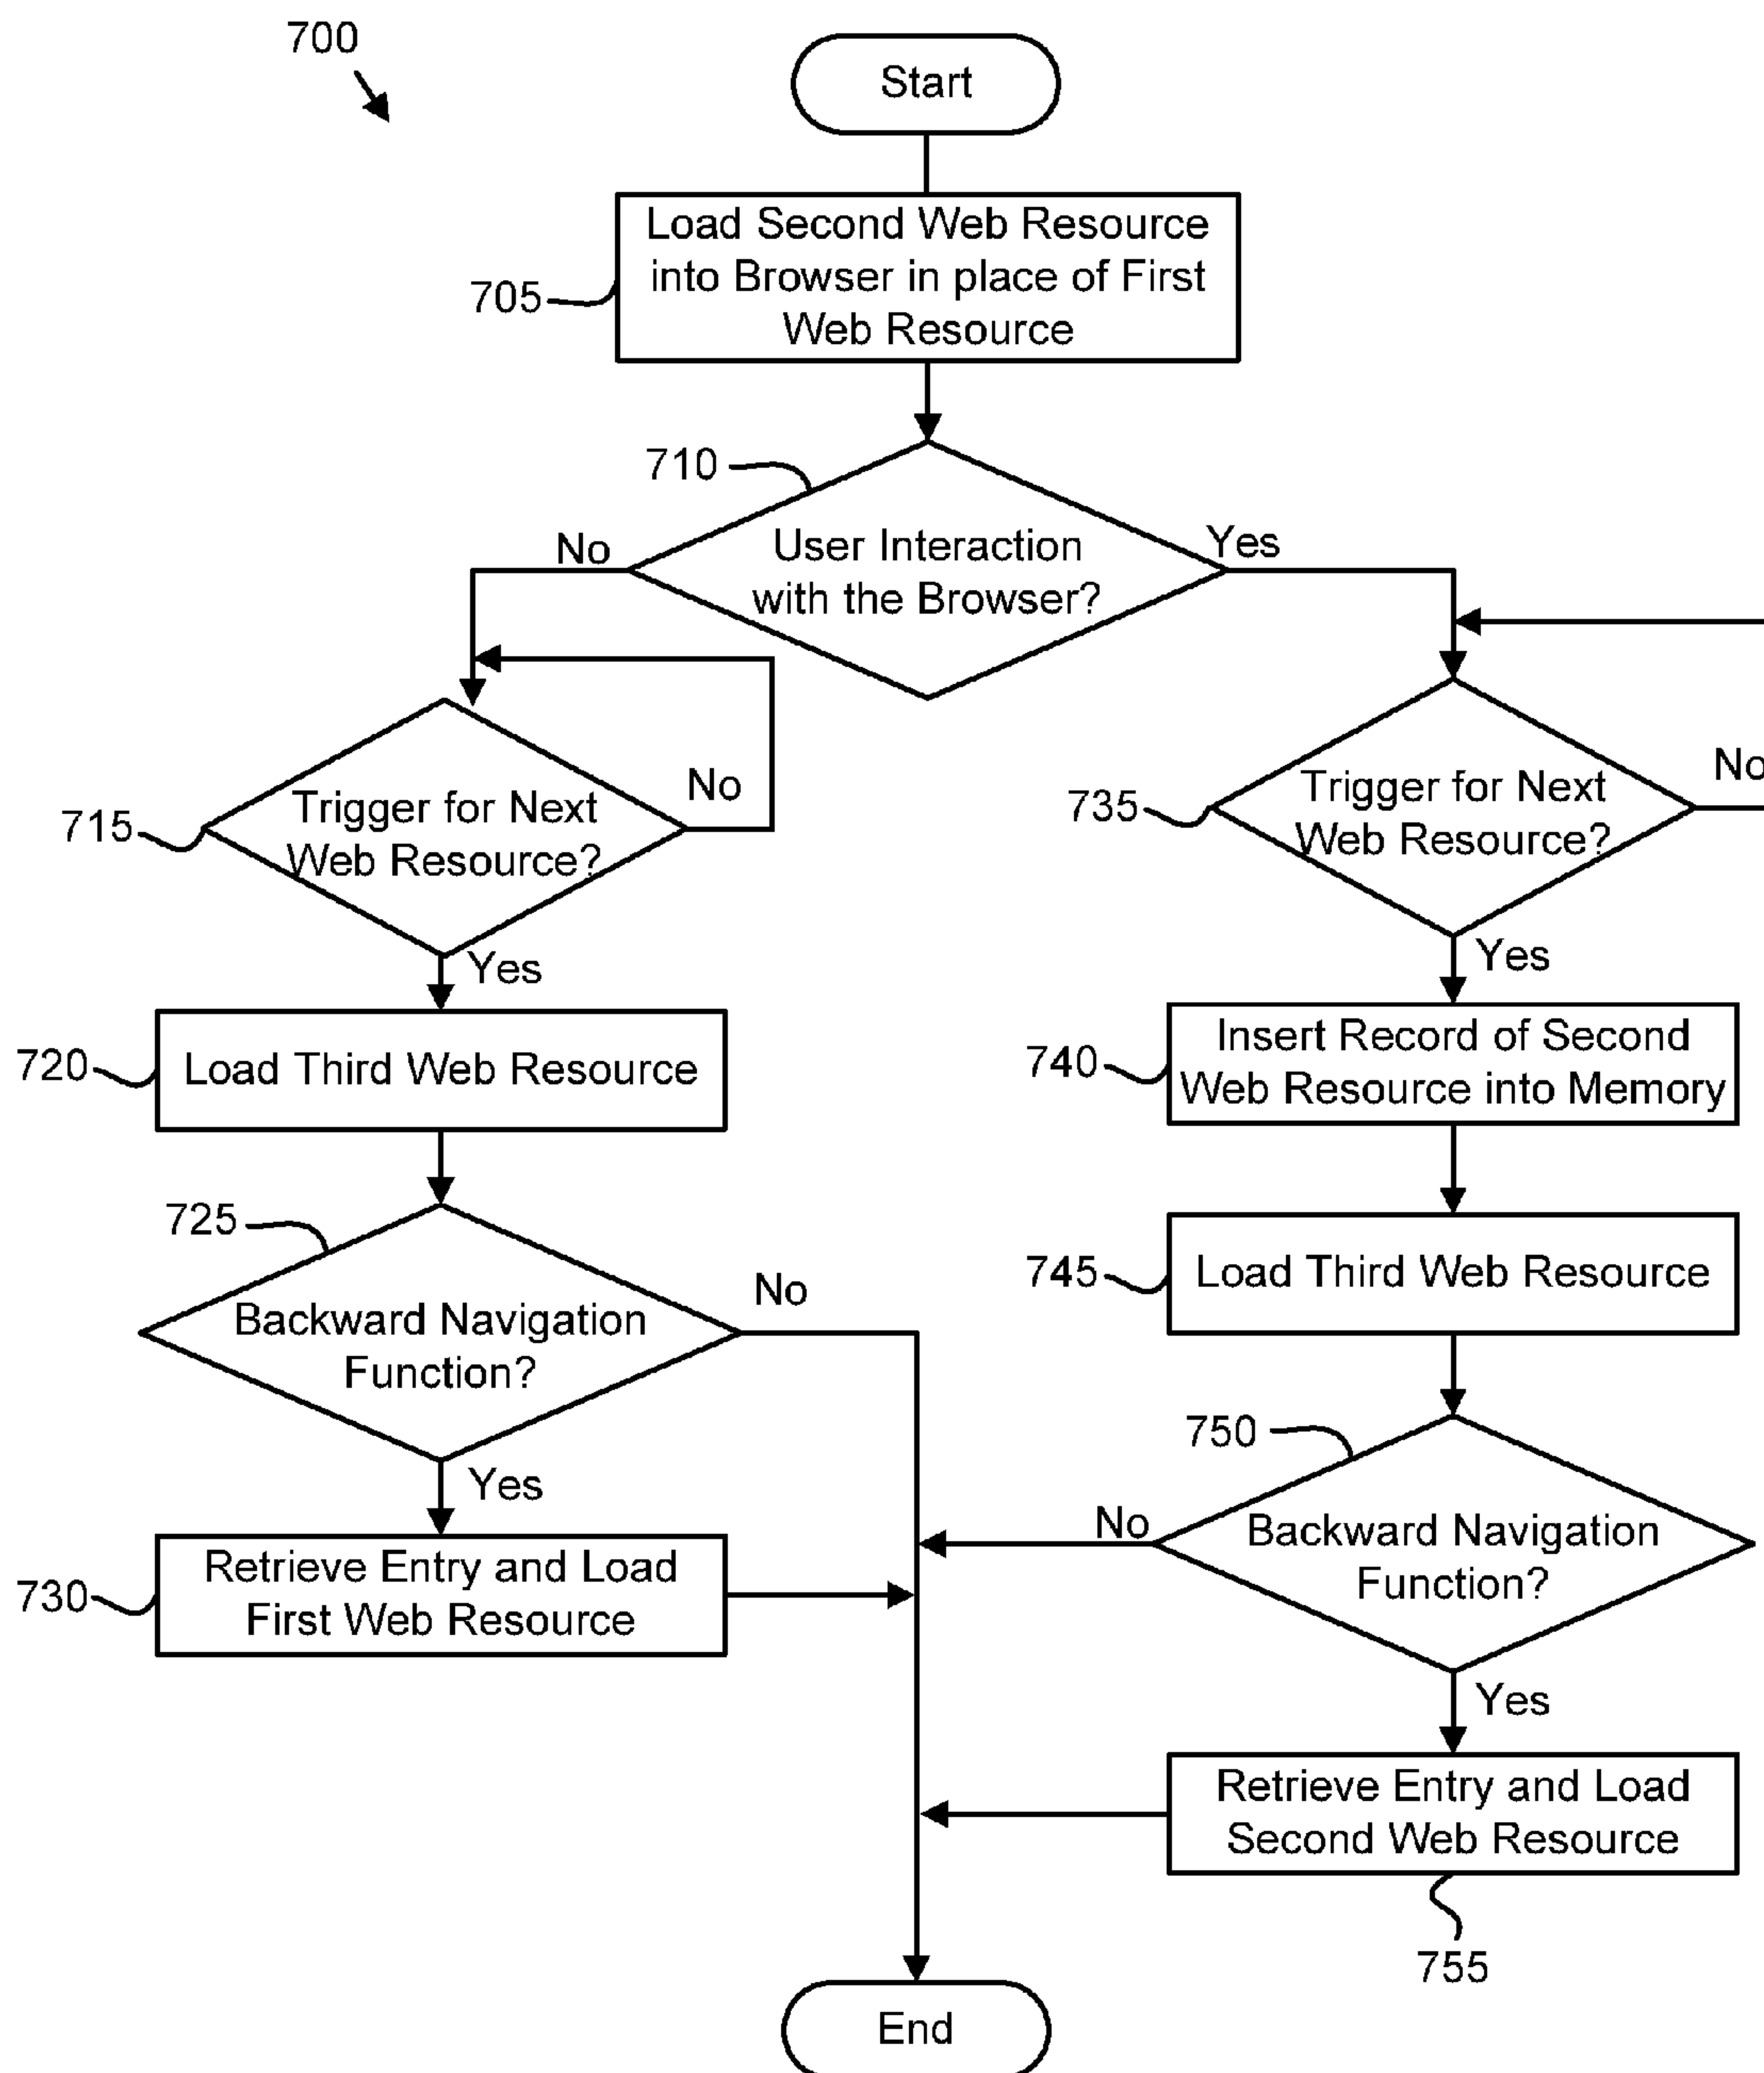 700
Start
Load Second Web Resource
into Browser in place of First
Web Resource
705
710
User Interaction
with the Browser?
No
Yes
Trigger for Next
Web Resource?
715
No
Yes
735
Trigger for Next
Web Resource?
No
Yes
720
Load Third Web Resource
740
Insert Record of Second
Web Resource into Memory
725
Backward Navigation
Function?
No
Yes
745
Load Third Web Resource
730
Retrieve Entry and Load
First Web Resource
750
Backward Navigation
Function?
No
Yes
Retrieve Entry and Load
Second Web Resource
755
End